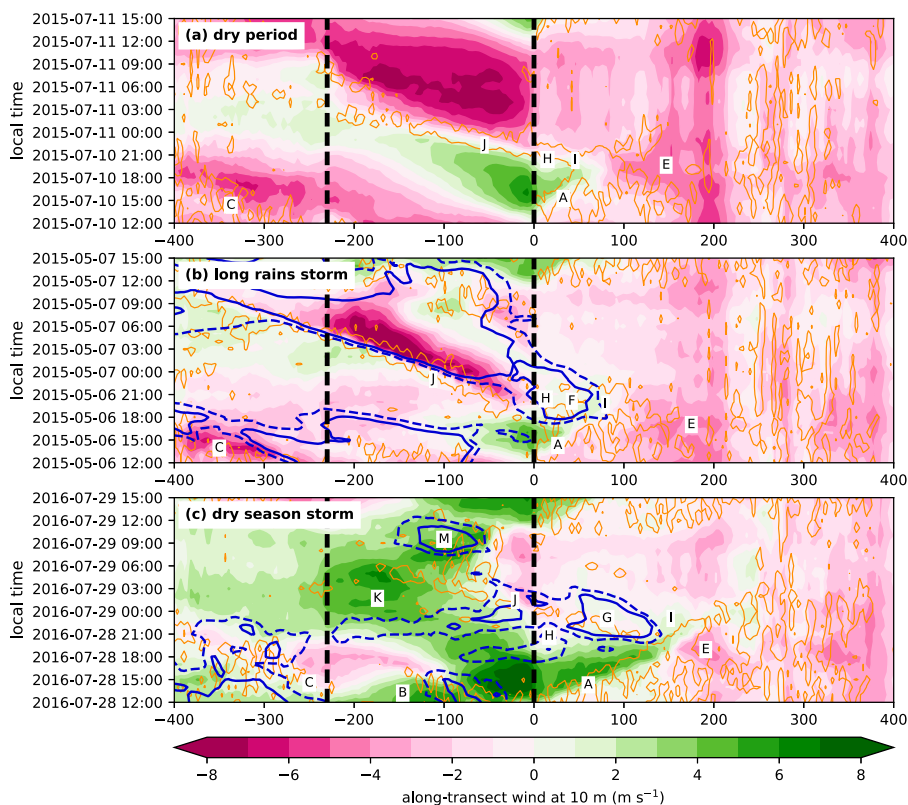 (a) dry period
2015-07-11 15:00
2015-07-11 12:00
2015-07-11 09:00
2015-07-11 06:00
2015-07-11 03:00
2015-07-11 00:00
2015-07-10 21:00
2015-07-10 18:00
2015-07-10 15:00
2015-07-10 12:00
local time
J
H
I
E
C
A
−400 −300 −200 −100 0 100 200 300 400
(b) long rains storm
2015-05-07 15:00
2015-05-07 12:00
2015-05-07 09:00
2015-05-07 06:00
2015-05-07 03:00
2015-05-07 00:00
2015-05-06 21:00
2015-05-06 18:00
2015-05-06 15:00
2015-05-06 12:00
local time
J
H
F
I
E
C
A
−400 −300 −200 −100 0 100 200 300 400
(c) dry season storm
2016-07-29 15:00
2016-07-29 12:00
2016-07-29 09:00
2016-07-29 06:00
2016-07-29 03:00
2016-07-29 00:00
2016-07-28 21:00
2016-07-28 18:00
2016-07-28 15:00
2016-07-28 12:00
local time
M
K
J
G
I
H
E
C
B
A
−400 −300 −200 −100 0 100 200 300 400
−8 −6 −4 −2 0 2 4 6 8
along-transect wind at 10 m (m s⁻¹)